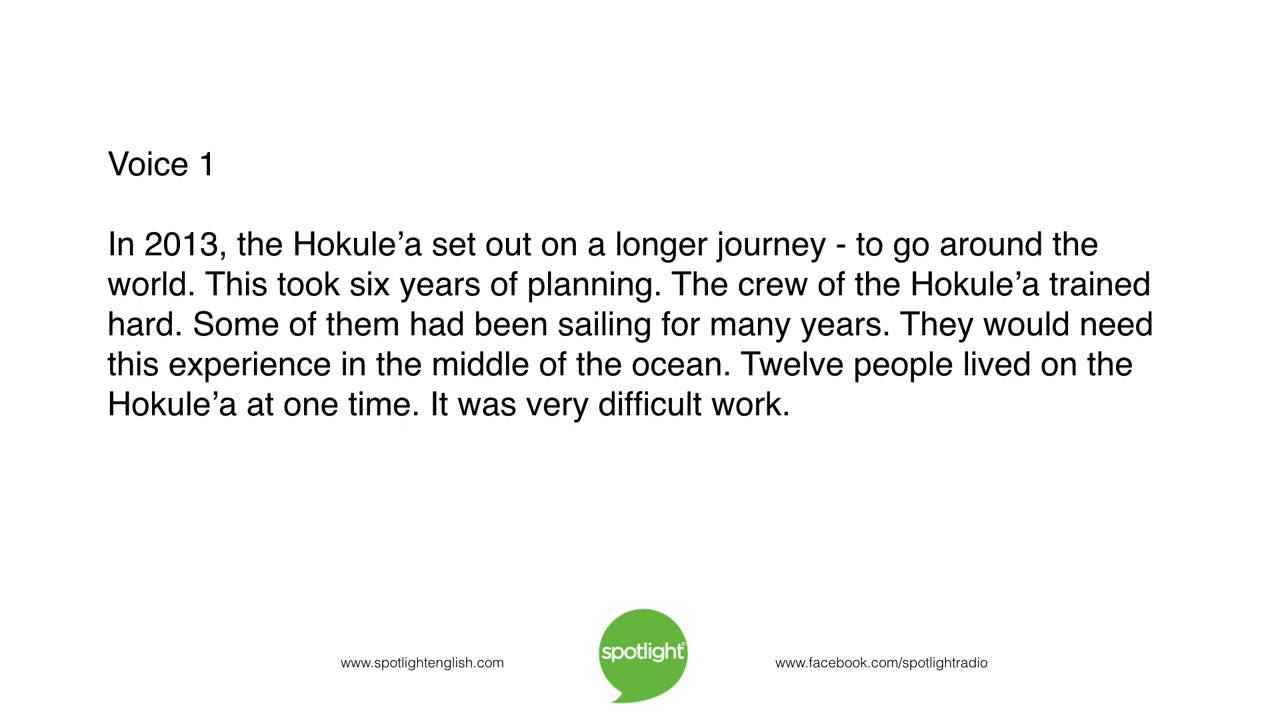 Voice 1
In 2013, the Hokule’a set out on a longer journey - to go around the
world. This took six years of planning. The crew of the Hokule’a trained
hard. Some of them had been sailing for many years. They would need
this experience in the middle of the ocean. Twelve people lived on the
Hokule’a at one time. It was very difficult work.
www.spotlightenglish.com
spotlight®
www.facebook.com/spotlightradio